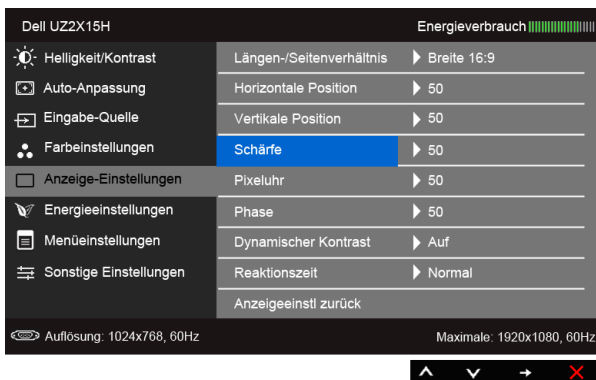 Dell UZ2X15H Energieverbrauch
Helligkeit/Kontrast Längen-/Seitenverhältnis Breite 16:9
Auto-Anpassung Horizontale Position 50
Eingabe-Quelle Vertikale Position 50
Farbeinstellungen Schärfe 50
Anzeige-Einstellungen Pixeluhr 50
Energieeinstellungen Phase 50
Menüeinstellungen Dynamischer Kontrast Auf
Sonstige Einstellungen Reaktionszeit Normal
Anzeigeeinstl zurück
Auflösung: 1024x768, 60Hz Maximale: 1920x1080, 60Hz